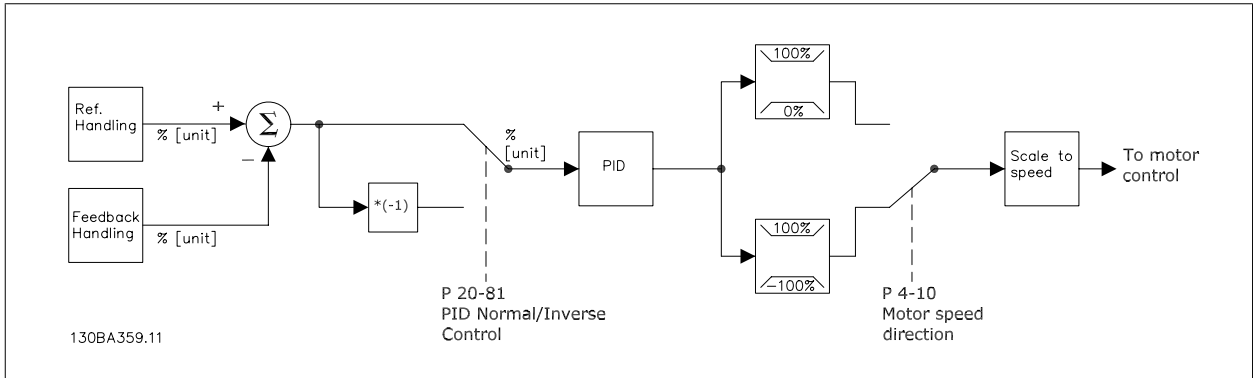 Ref.
Handling
+
% [unit]
Σ
−
Feedback
Handling
% [unit]
*(-1)
%
[unit]
P 20-81
PID Normal/Inverse
Control
PID
100%
0%
100%
-100%
P 4-10
Motor speed
direction
Scale to
speed
To motor
control
130BA359.11